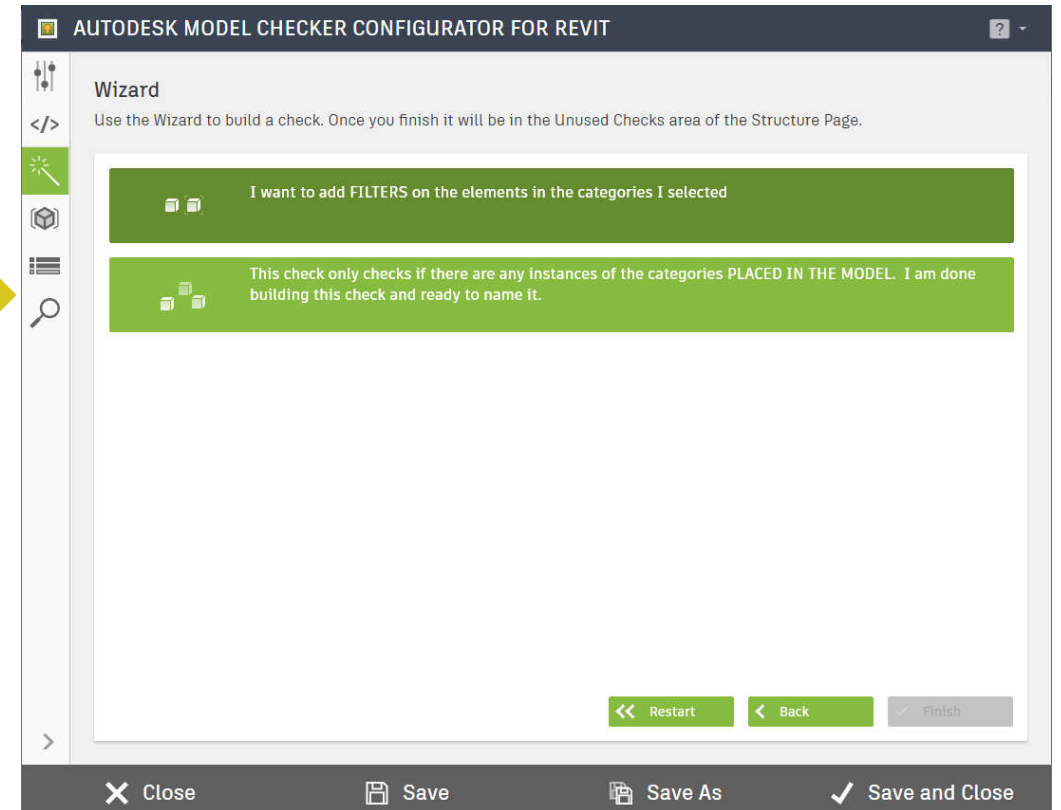 AUTODESK MODEL CHECKER CONFIGURATOR FOR REVIT
?
Wizard
Use the Wizard to build a check. Once you finish it will be in the Unused Checks area of the Structure Page.
</>
I want to add FILTERS on the elements in the categories I selected
This check only checks if there are any instances of the categories PLACED IN THE MODEL. I am done
building this check and ready to name it.
Restart
Back
Finish
Close
Save
Save As
Save and Close